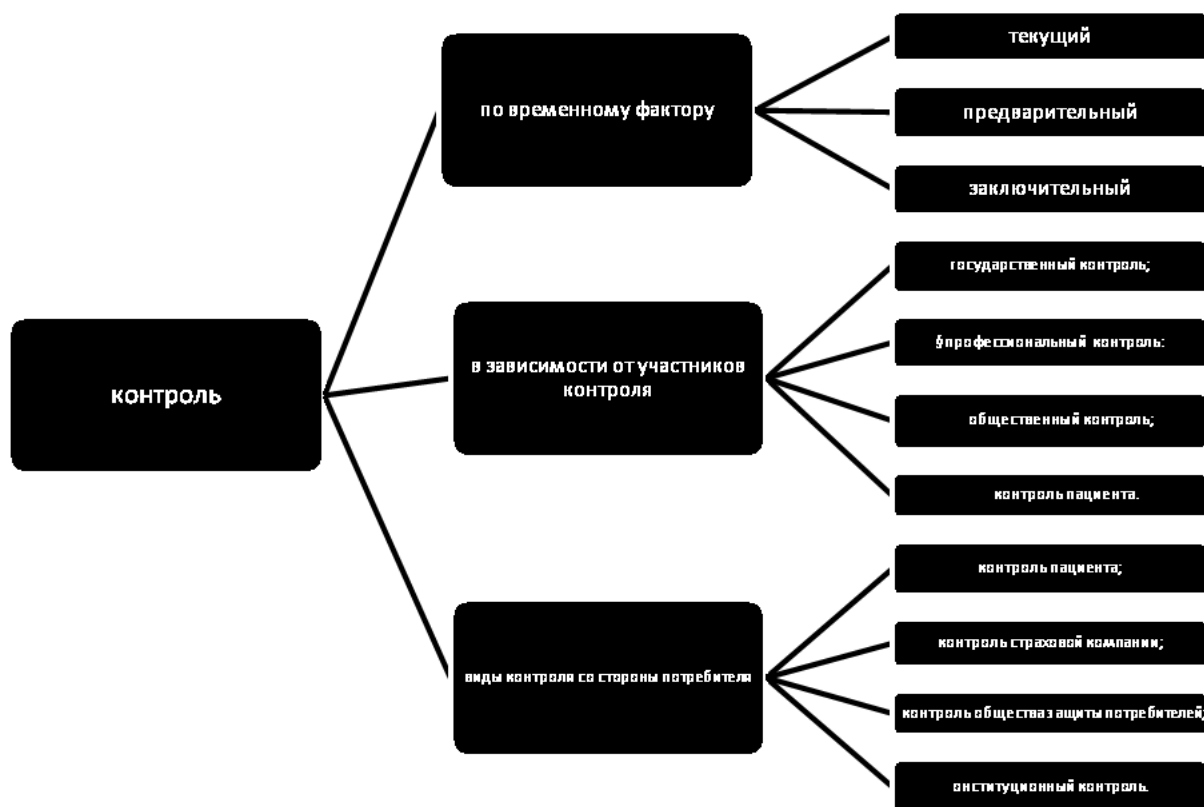 контроль
по временному фактору
текущий
предварительный
заключительный
в зависимости от участников
контроля
государственный контроль;
§профессиональный контроль:
общественный контроль;
контроль пациента.
виды контроля со стороны потребителя
контроль пациента;
контроль страховой компании;
контроль общества защиты потребителей;
онституционный контроль.